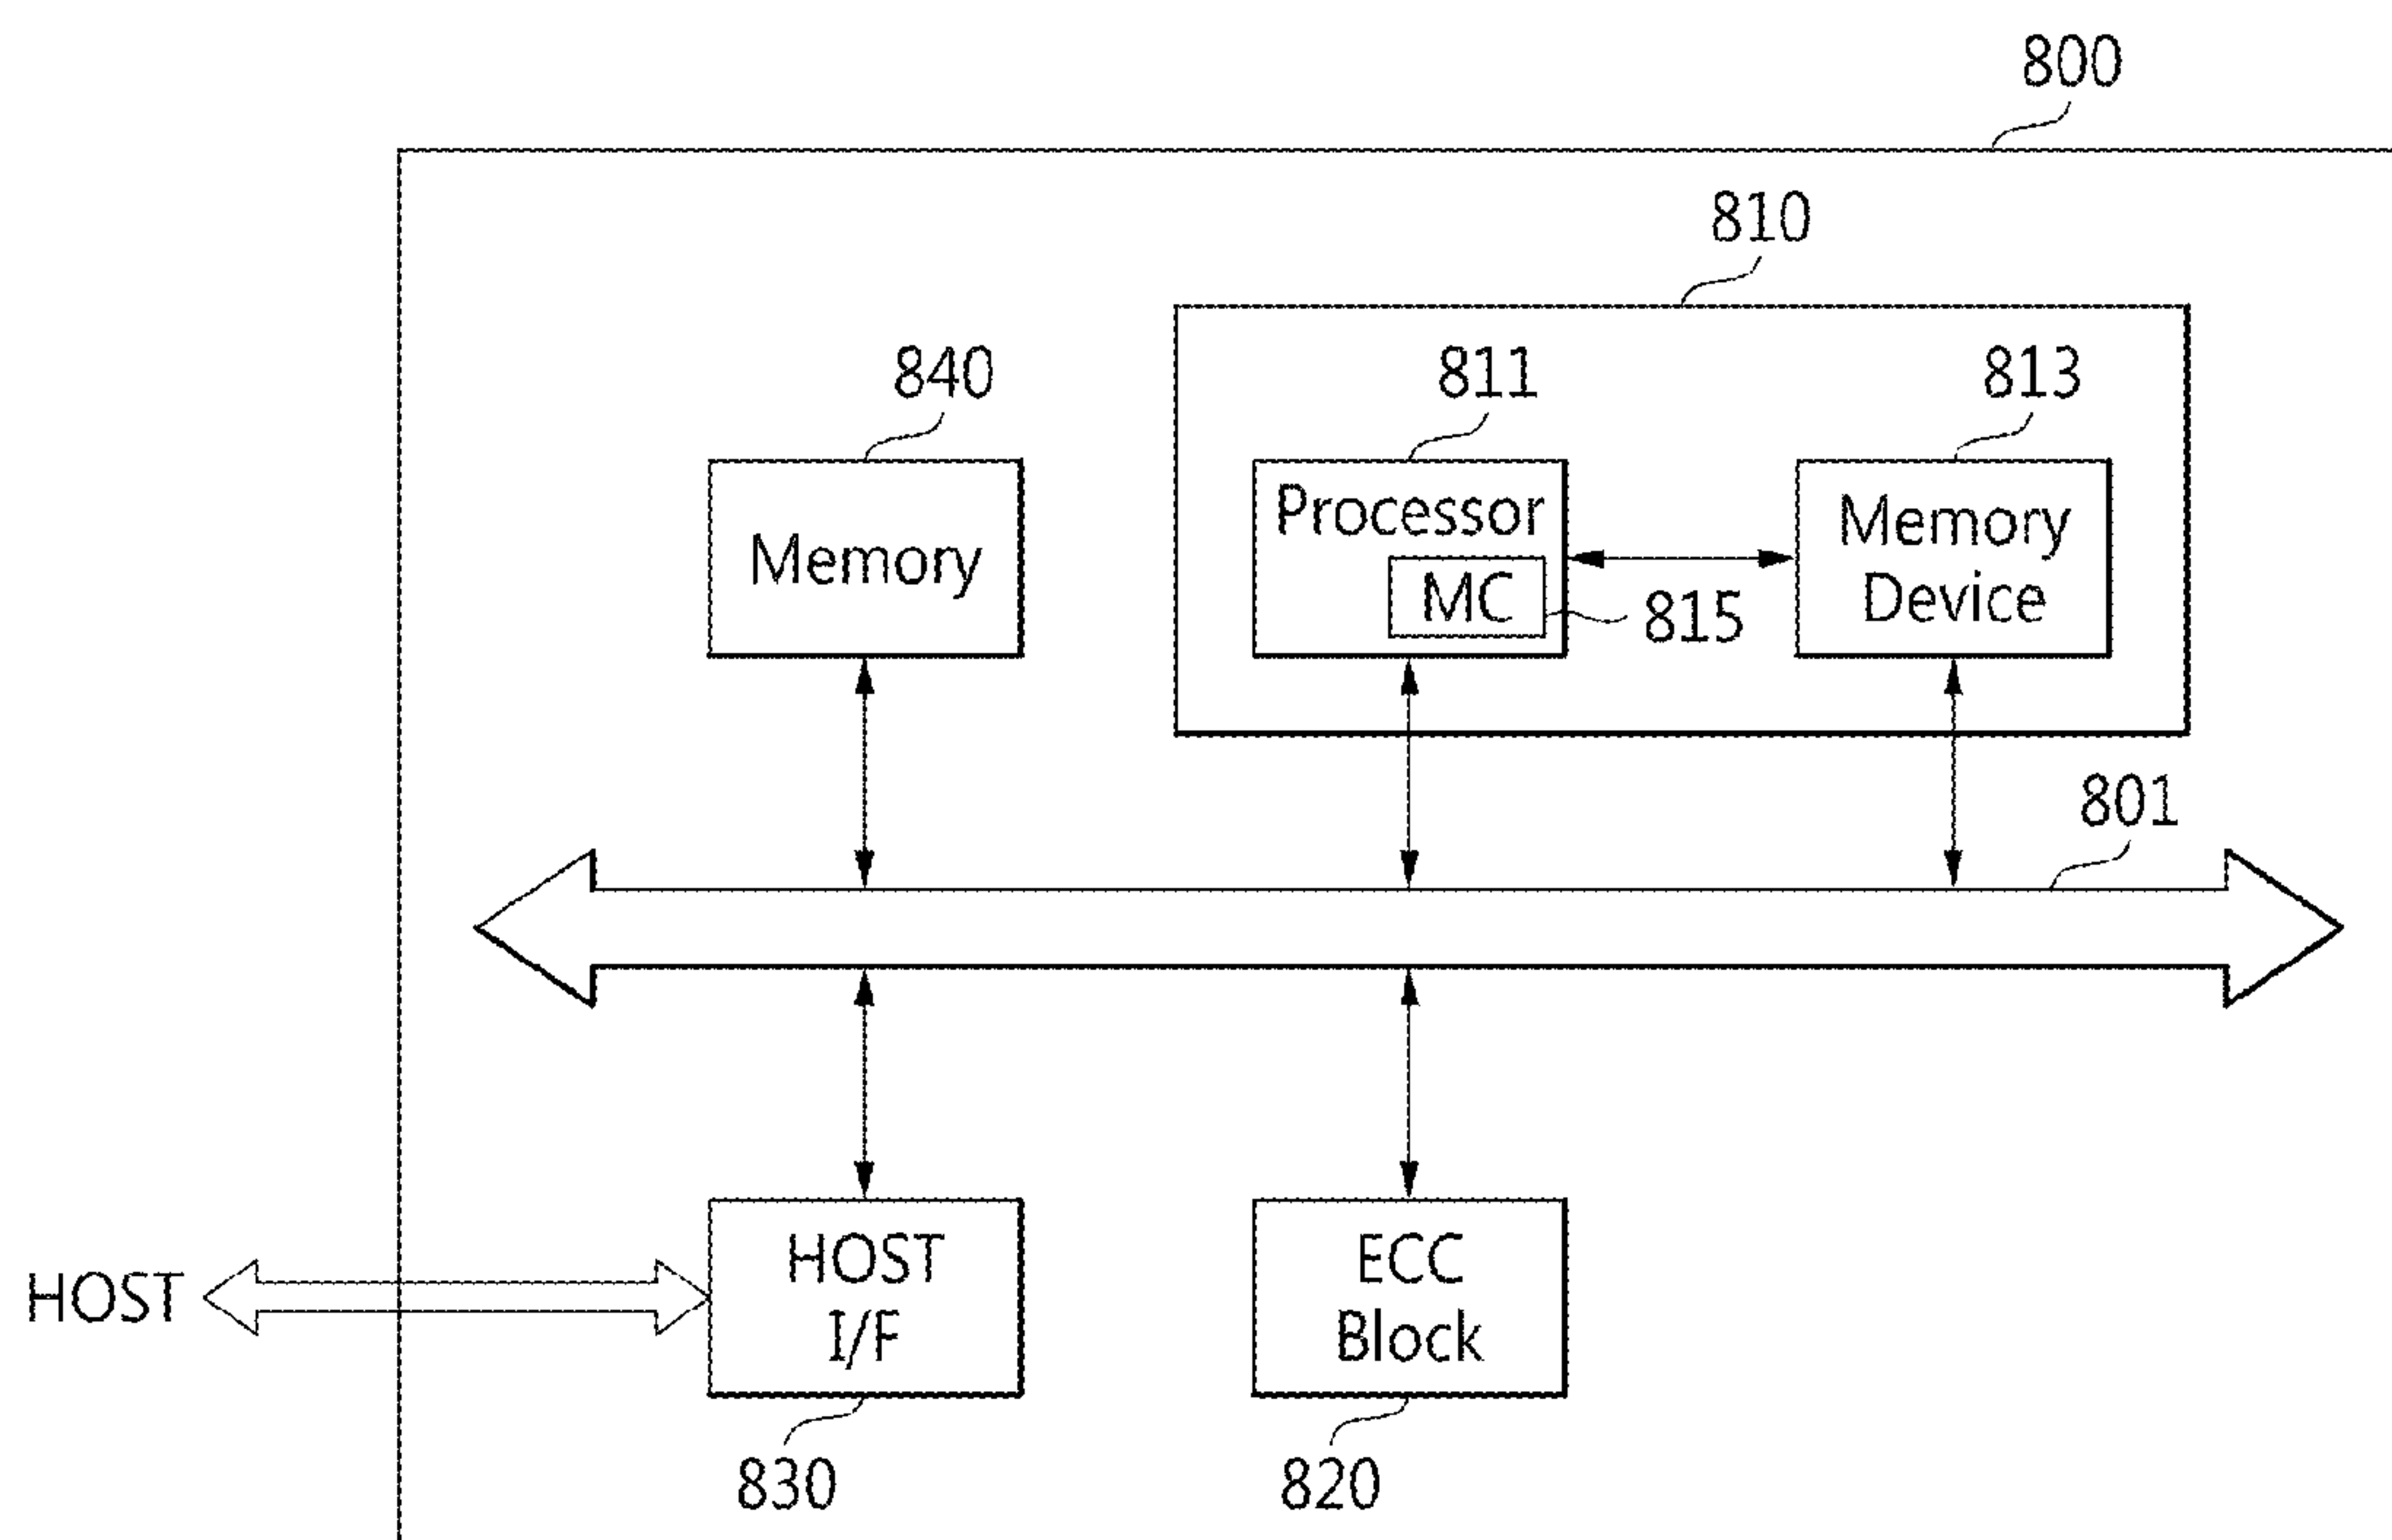 800
810
840
811
813
Processor
Memory
Device
Memory
MC
815
801
HOST
HOST
I/F
ECC
Block
830
820